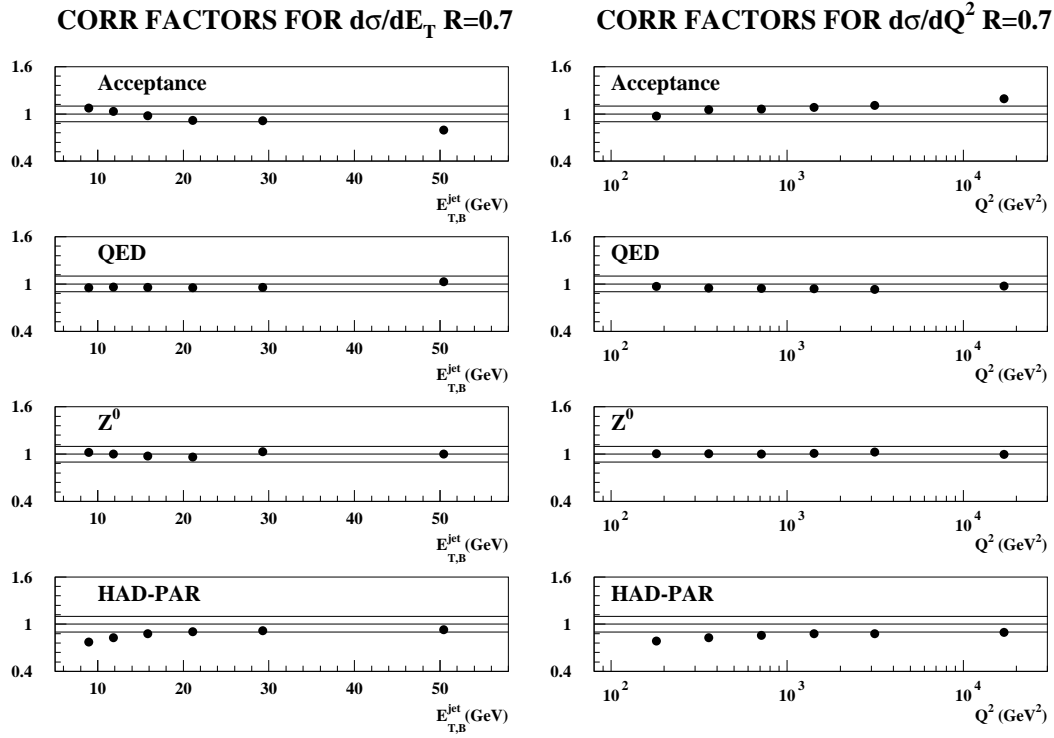 CORR FACTORS FOR dσ/dE_T R=0.7
1.6
Acceptance
1
0.4
10 20 30 40 50
E^jet_T,B (GeV)
1.6
QED
1
0.4
10 20 30 40 50
E^jet_T,B (GeV)
1.6
Z^0
1
0.4
10 20 30 40 50
E^jet_T,B (GeV)
1.6
HAD-PAR
1
0.4
10 20 30 40 50
E^jet_T,B (GeV)
CORR FACTORS FOR dσ/dQ^2 R=0.7
1.6
Acceptance
1
0.4
10^2 10^3 10^4
Q^2 (GeV^2)
1.6
QED
1
0.4
10^2 10^3 10^4
Q^2 (GeV^2)
1.6
Z^0
1
0.4
10^2 10^3 10^4
Q^2 (GeV^2)
1.6
HAD-PAR
1
0.4
10^2 10^3 10^4
Q^2 (GeV^2)